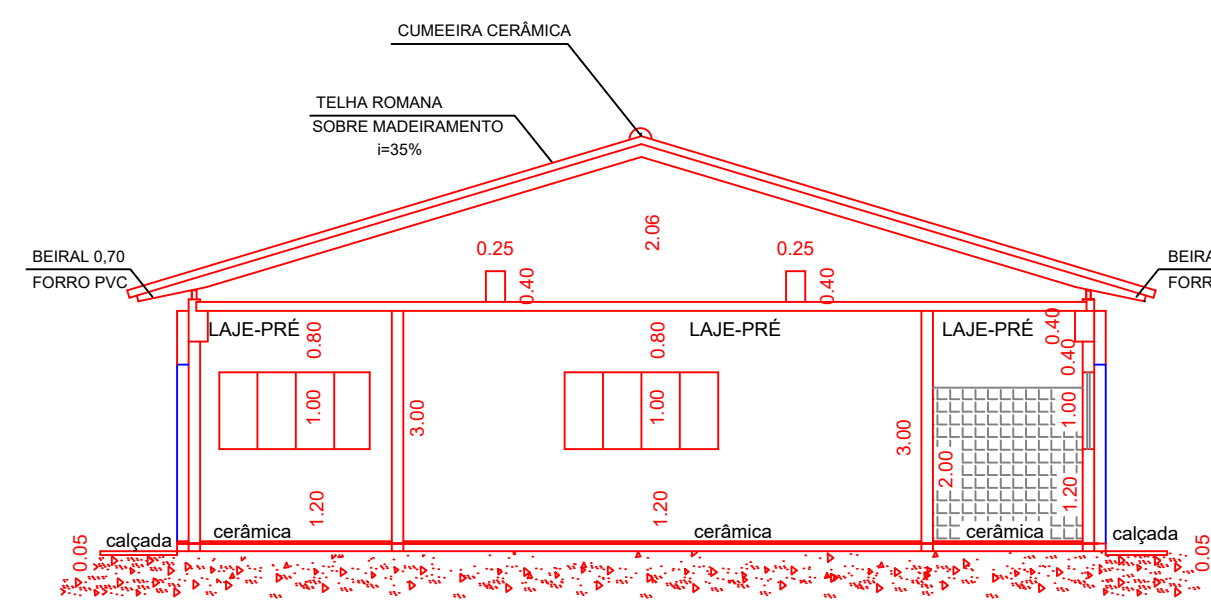 CUMEEIRA CERÂMICA
TELHA ROMANA
SOBRE MADEIRAMENTO
i=35%
BEIRAL 0,70
FORRO PVC
BEIRA
FORR
2.06
0.25
0.40
0.25
0.40
LAJE-PRÉ
LAJE-PRÉ
LAJE-PRÉ
0.80
0.80
0.40
0.40
1.00
3.00
1.00
3.00
1.00
2.00
1.20
1.20
1.20
0.05
calçada
cerâmica
cerâmica
cerâmica
calçada
0.05